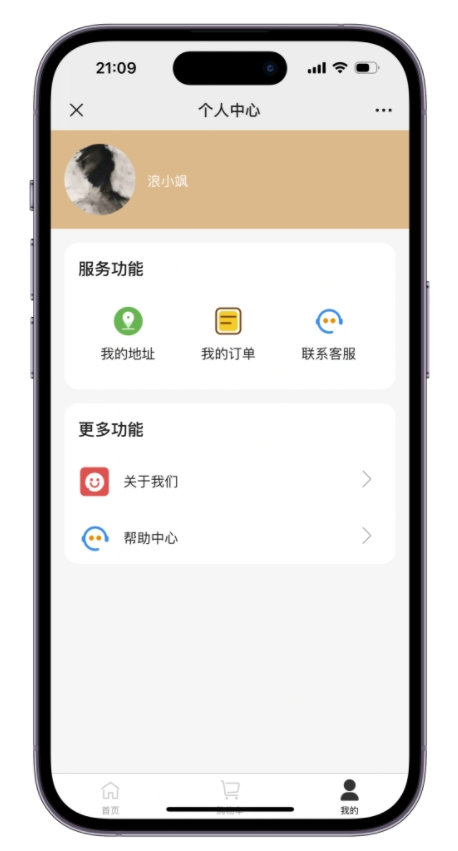 21:09
个人中心
浪小飒
服务功能
我的地址
我的订单
联系客服
更多功能
关于我们
帮助中心
首页
我的